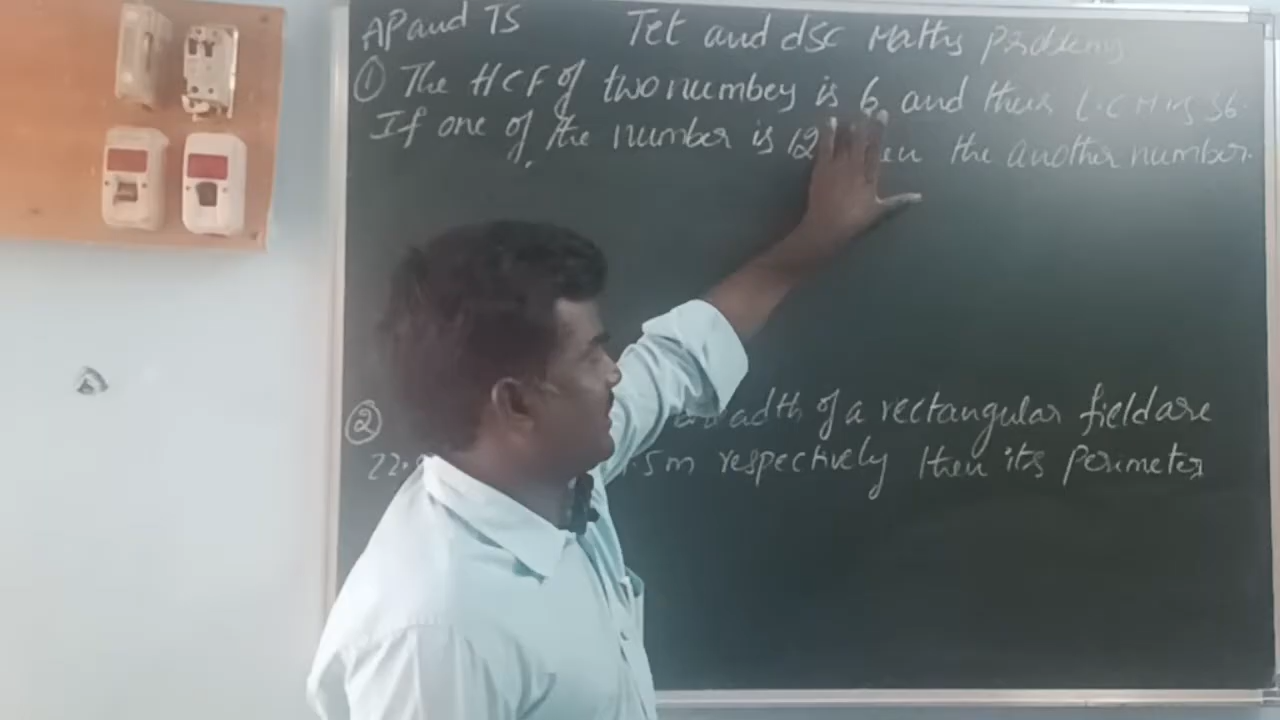 AP and TS Tet and dsc Maths problems
① The HCF of two numbers is 6 and their L.C.M is 36.
If one of the number is 12 the another number.
② of a rectangular field are
22. .5m respectively then its perimeter